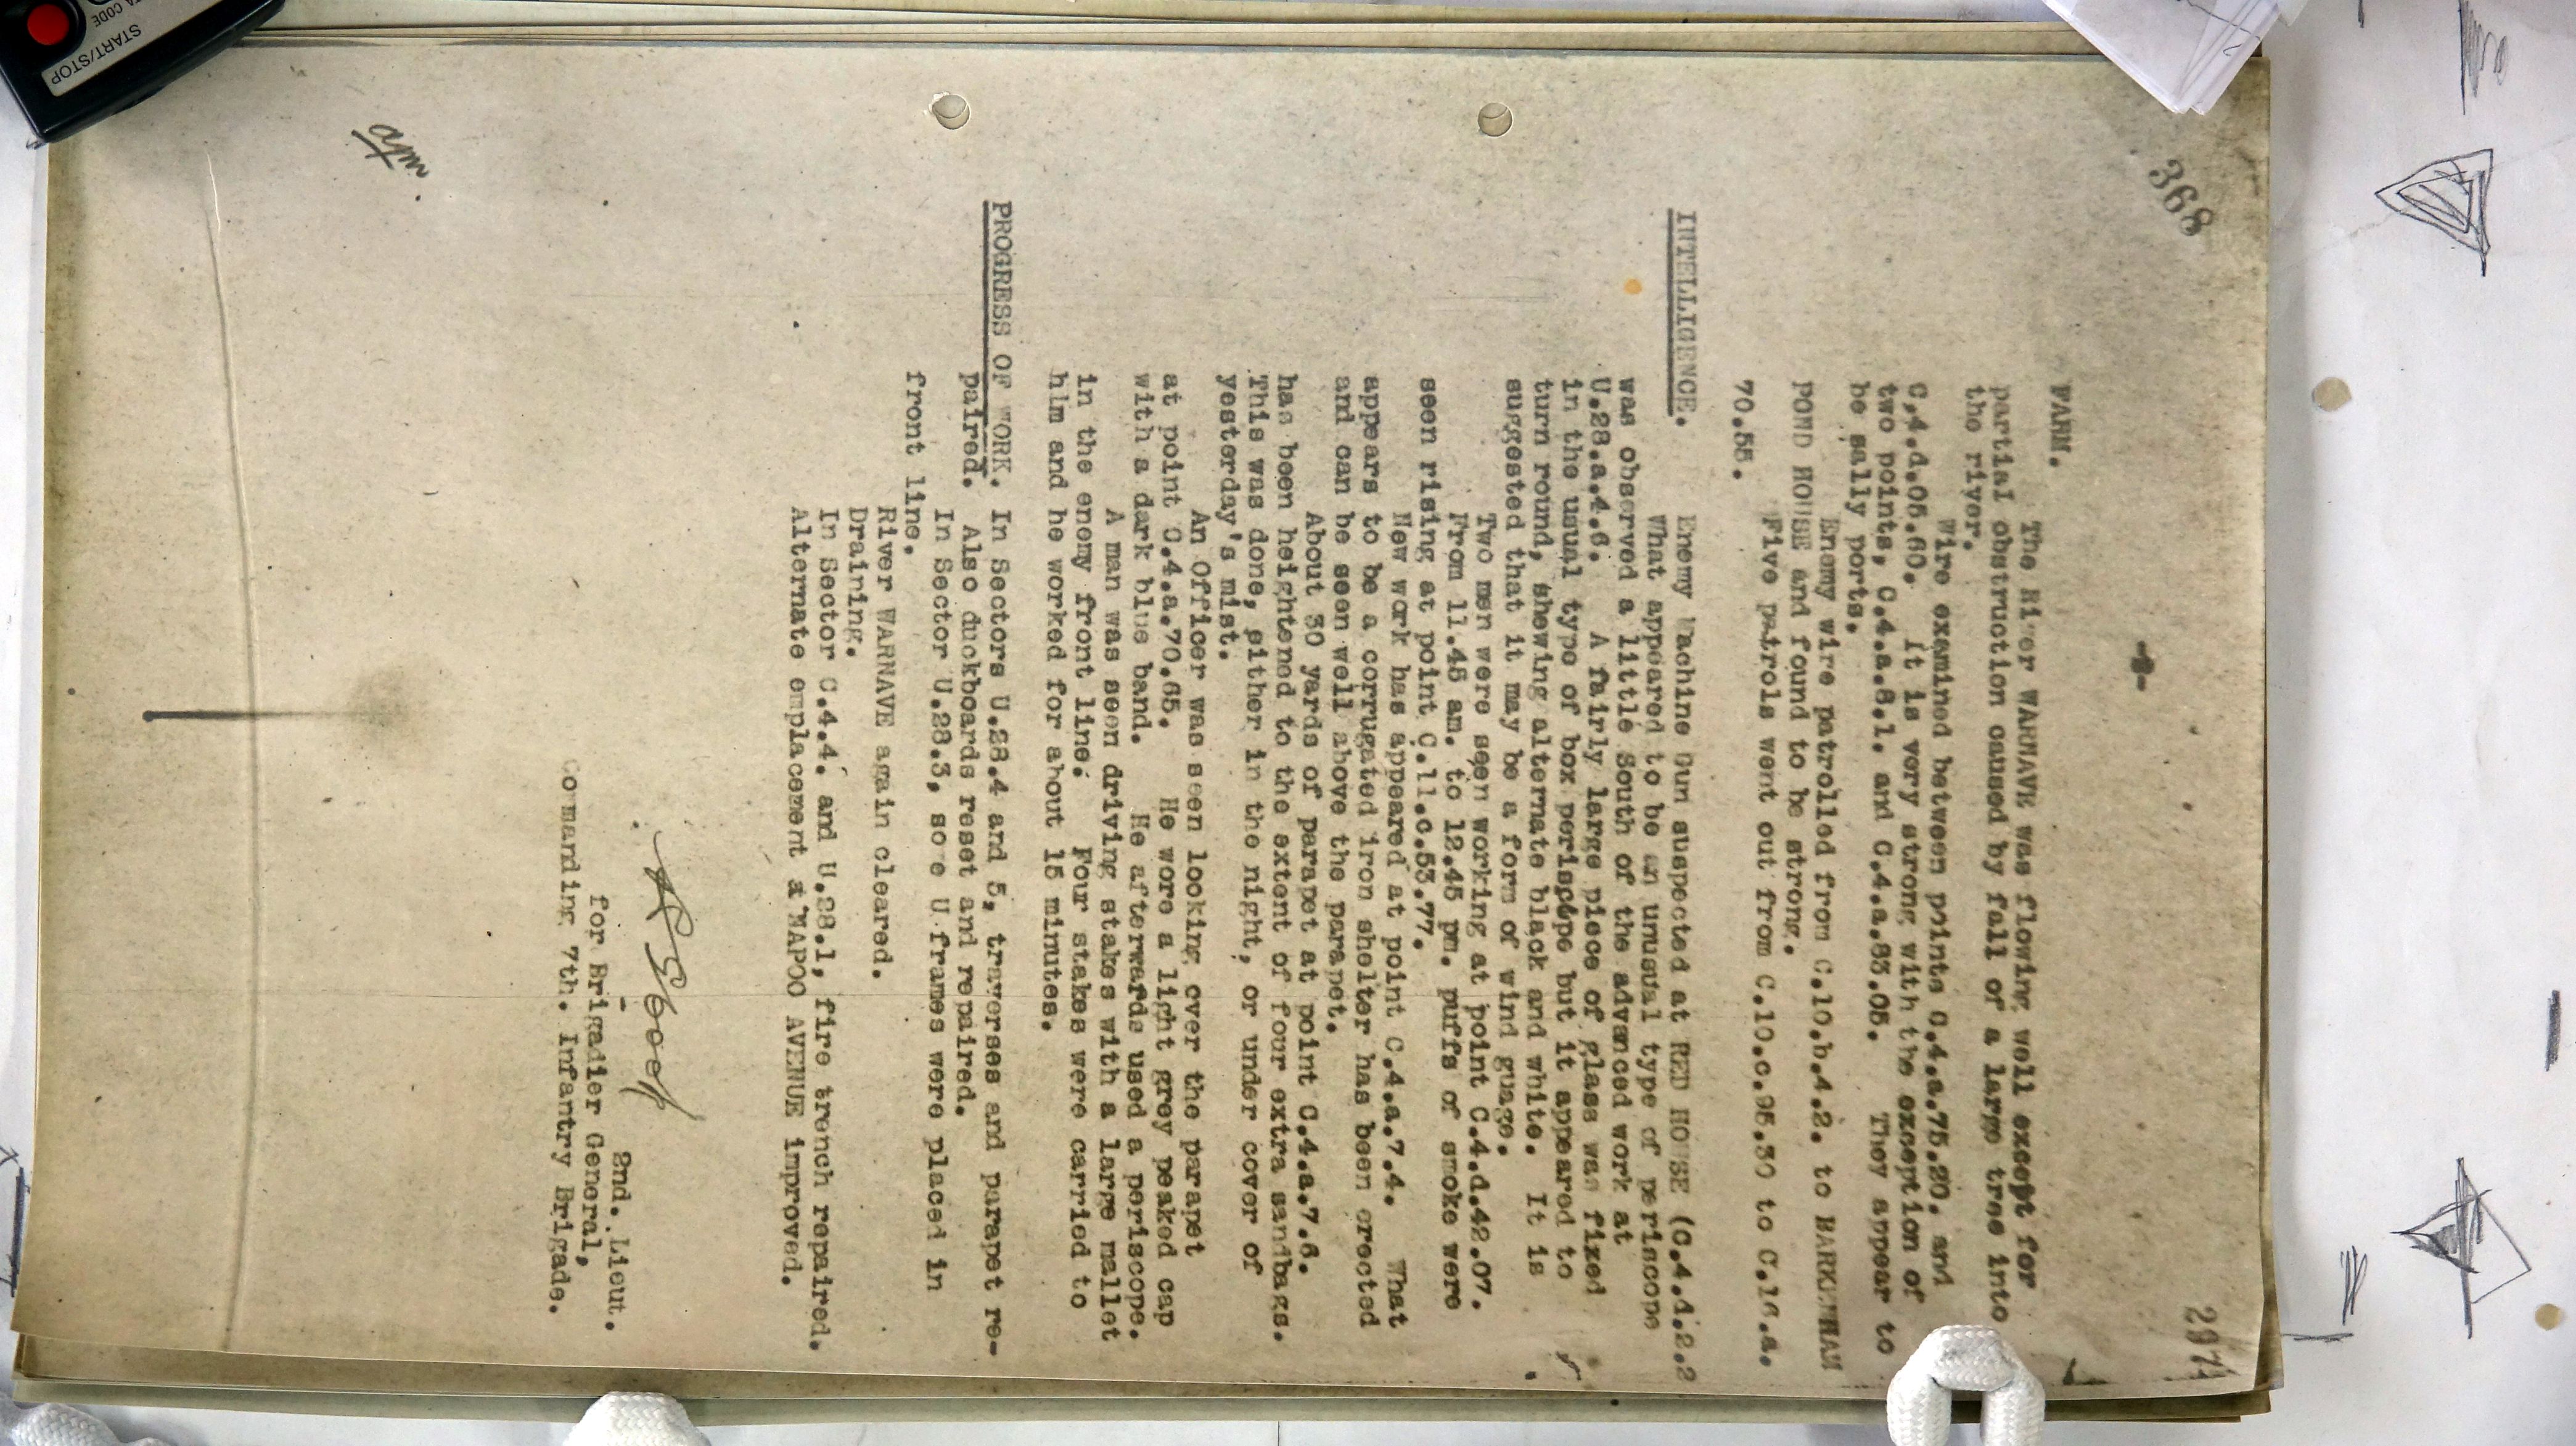 368
297
-2-
FARM.
The River WARNAVE was flowing well except for
partial obstruction caused by fall of a large tree into
the river.
Wire examined between points C.4.a.75.20. and
C,4.d.05.60. It is very strong with the exception of
two points, C.4.a.8.1. and C.4.a.83.05. They appear to
be sally ports.
Enemy wire patrolled from C.10.b.4.2. to BARKENHAM
POND HOUSE and found to be strong.
Five patrols went out from C.10.c.95.30 to C.16.a.
70.55.
INTELLIGENCE. Enemy Machine Gun suspected at RED HOUSE (C.4.d.2.2
What appeared to be an unusual type of periscope
was observed a little South of the advanced work at
U.28.a.4.6. A fairly large piece of glass was fixed
in the usual type of box periscope but it appeared to
turn round, shewing alternate black and white. It is
suggested that it may be a form of wind guage.
Two men were seen working at point C.4.d.42.07.
From 11.45 am. to 12.45 pm. puffs of smoke were
seen rising at point C.11.c.53.77.
New work has appeared at point C.4.a.7.4. What
appears to be a corrugated iron shelter has been erected
and can be seen well above the parapet.
About 30 yards of parapet at point C.4.a.7.6.
has been heightened to the extent of four extra sandbags.
This was done, either in the night, or under cover of
yesterday's mist.
An Officer was seen looking over the parapet
at point C.4.a.70.65. He wore a light grey peaked cap
with a dark blue band. He afterwards used a periscope.
A man was seen driving stakes with a large mallet
in the enemy front line. Four stakes were carried to
him and he worked for about 15 minutes.
PROGRESS OF WORK. In Sectors U.28.4 and 5, traverses and parapet re-
paired. Also duckboards reset and repaired.
In Sector U.28.3, some U frames were placed in
front line.
River WARNAVE again cleared.
Draining.
In Sector C.4.4. and U.28.1, fire trench repaired.
Alternate emplacement a NAPOO AVENUE improved.
2nd. Lieut.
for Brigadier General,
Commanding 7th. Infantry Brigade.
START/STOP
CODE